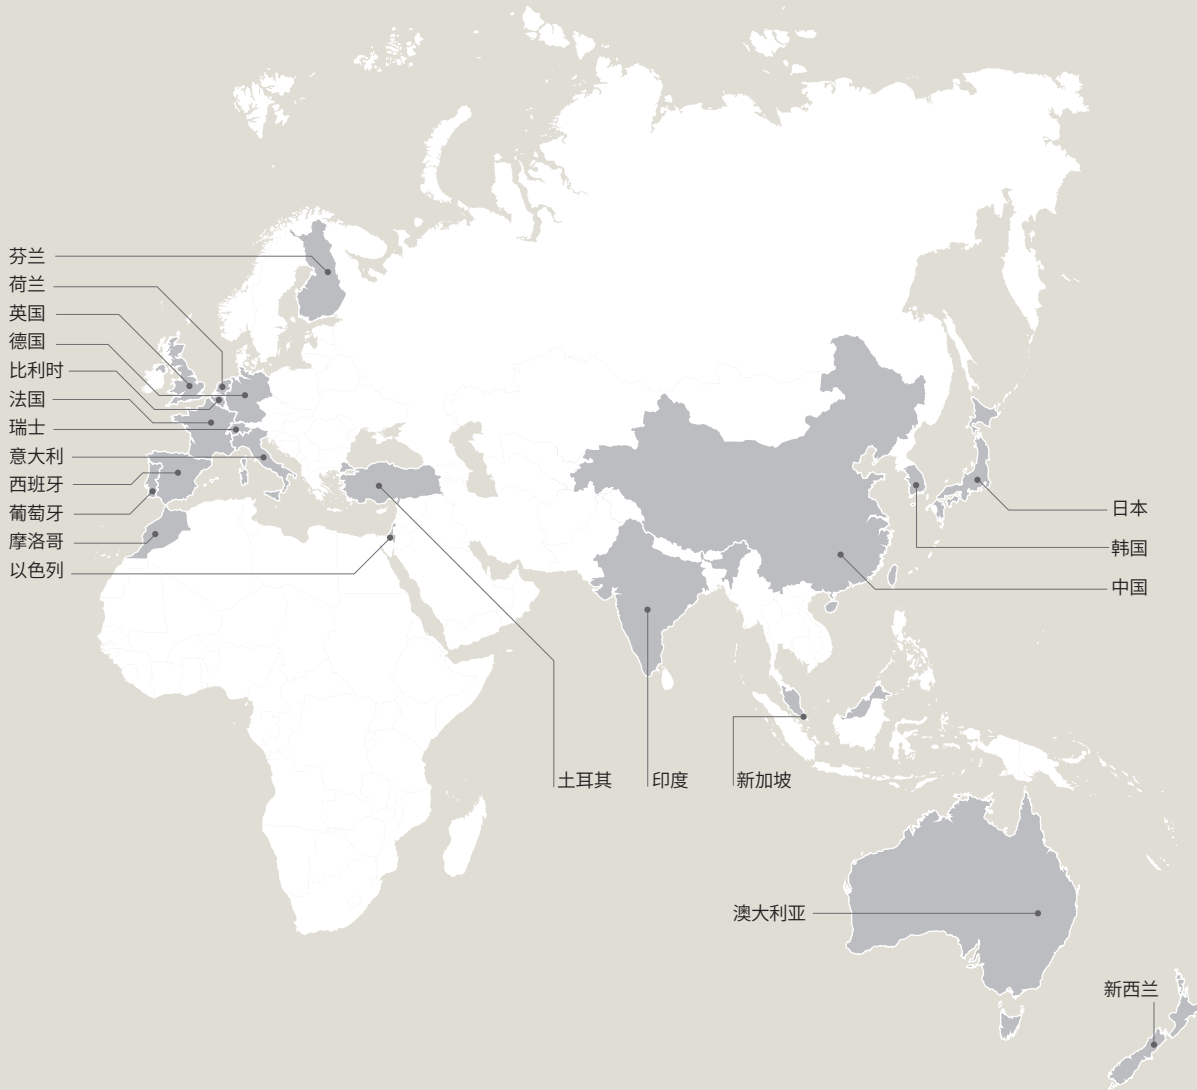 芬兰
荷兰
英国
德国
比利时
法国
瑞士
意大利
西班牙
葡萄牙
摩洛哥
以色列
日本
韩国
中国
土耳其
印度
新加坡
澳大利亚
新西兰